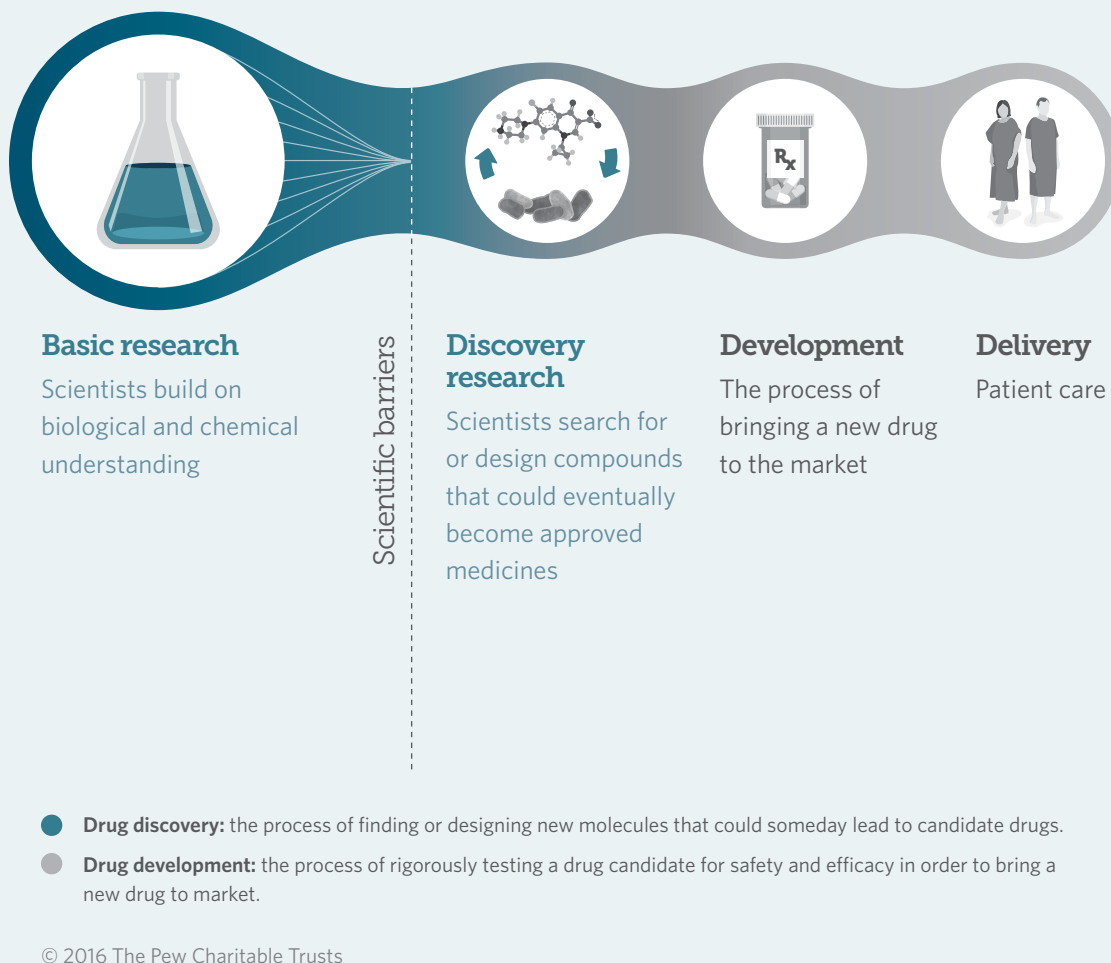 Rx
Basic research
Scientists build on
biological and chemical
understanding
Scientific barriers
Discovery
research
Scientists search for
or design compounds
that could eventually
become approved
medicines
Development
The process of
bringing a new drug
to the market
Delivery
Patient care
Drug discovery: the process of finding or designing new molecules that could someday lead to candidate drugs.
Drug development: the process of rigorously testing a drug candidate for safety and efficacy in order to bring a
new drug to market.
© 2016 The Pew Charitable Trusts